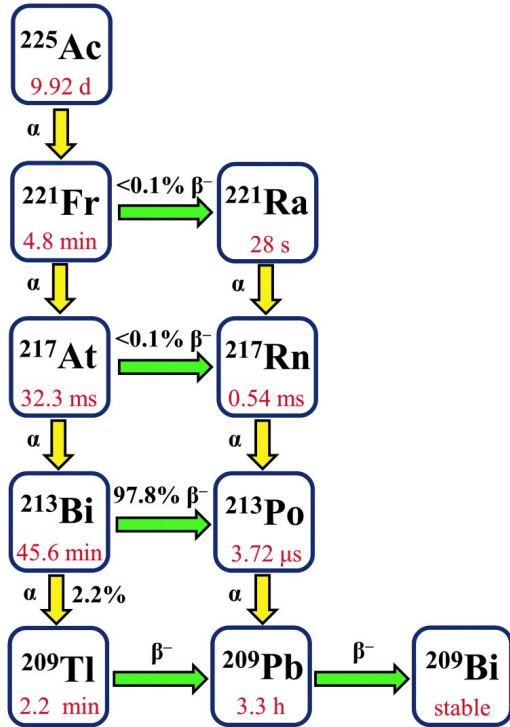 ²²⁵Ac
9.92 d
α
<0.1% β⁻
²²¹Fr
²²¹Ra
4.8 min
28 s
α
α
<0.1% β⁻
²¹⁷At
²¹⁷Rn
32.3 ms
0.54 ms
α
α
97.8% β⁻
²¹³Bi
²¹³Po
45.6 min
3.72 μs
α
2.2%
α
β⁻
β⁻
²⁰⁹Tl
²⁰⁹Pb
²⁰⁹Bi
2.2 min
3.3 h
stable